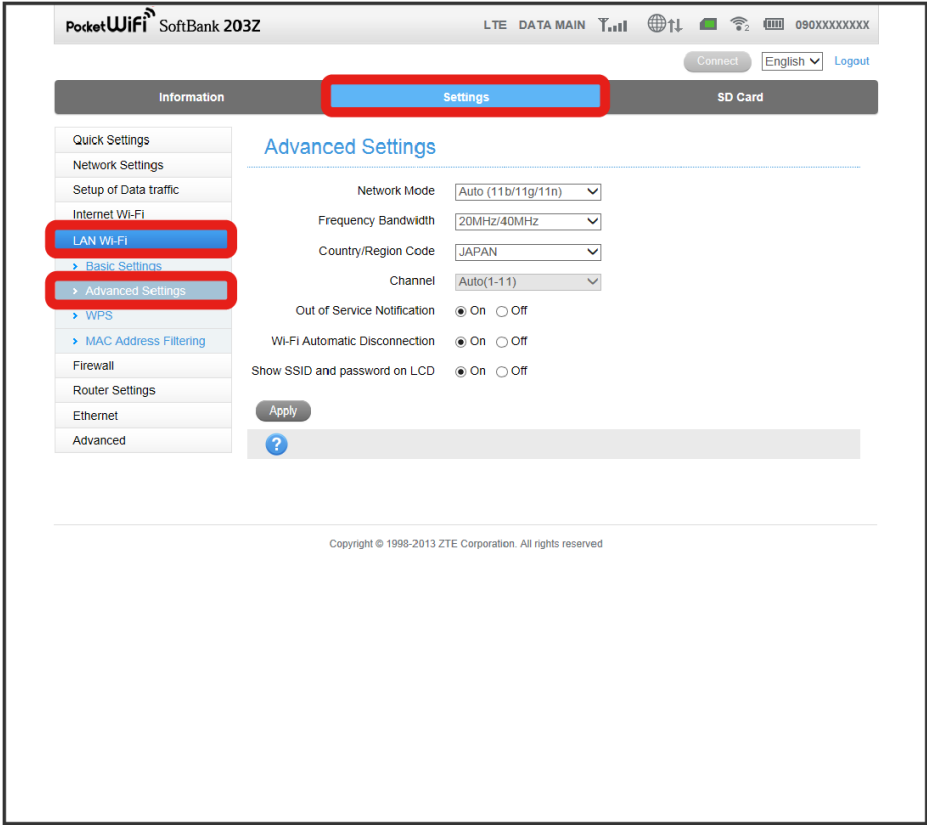 PocketWiFi SoftBank 203Z LTE DATA MAIN 2 090XXXXXXXX
Connect English Logout
Information Settings SD Card
Quick Settings
Network Settings
Setup of Data traffic
Internet Wi-Fi
LAN Wi-Fi
Basic Settings
Advanced Settings
WPS
MAC Address Filtering
Firewall
Router Settings
Ethernet
Advanced
Advanced Settings
Network Mode Auto (11b/11g/11n)
Frequency Bandwidth 20MHz/40MHz
Country/Region Code JAPAN
Channel Auto(1-11)
Out of Service Notification On Off
Wi-Fi Automatic Disconnection On Off
Show SSID and password on LCD On Off
Apply
?
Copyright © 1998-2013 ZTE Corporation. All rights reserved